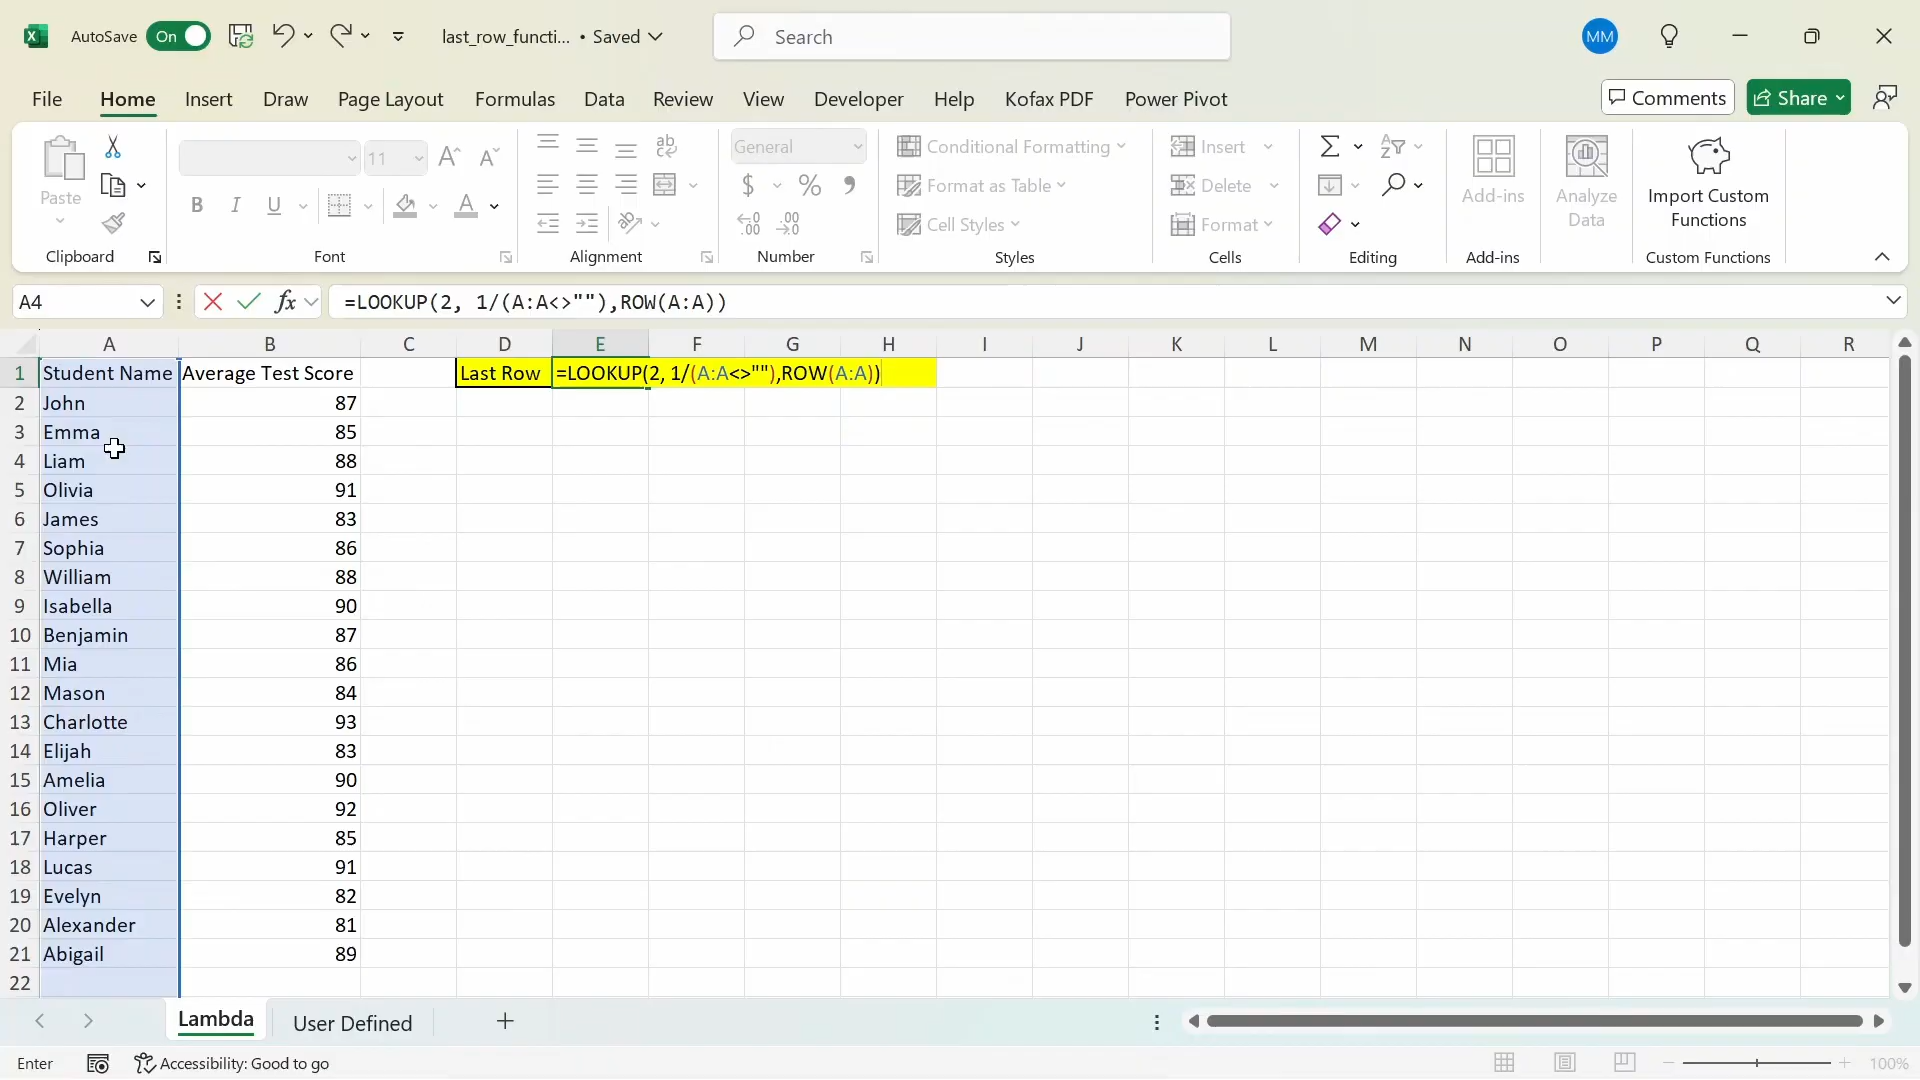 AutoSave On last_row_functi... • Saved Search MM
File Home Insert Draw Page Layout Formulas Data Review View Developer Help Kofax PDF Power Pivot Comments Share
Paste 11 General Conditional Formatting Insert Add-ins Analyze Data Import Custom Functions
B I U $ % Format as Table Delete
Cell Styles Format
Clipboard Font Alignment Number Styles Cells Editing Add-ins Custom Functions
A4 fx =LOOKUP(2, 1/(A:A<>""),ROW(A:A))
A B C D E F G H I J K L M N O P Q R
1 Student Name Average Test Score Last Row =LOOKUP(2, 1/(A:A<>""),ROW(A:A))
2 John 87
3 Emma 85
4 Liam 88
5 Olivia 91
6 James 83
7 Sophia 86
8 William 88
9 Isabella 90
10 Benjamin 87
11 Mia 86
12 Mason 84
13 Charlotte 93
14 Elijah 83
15 Amelia 90
16 Oliver 92
17 Harper 85
18 Lucas 91
19 Evelyn 82
20 Alexander 81
21 Abigail 89
22
Lambda User Defined
Enter Accessibility: Good to go 100%